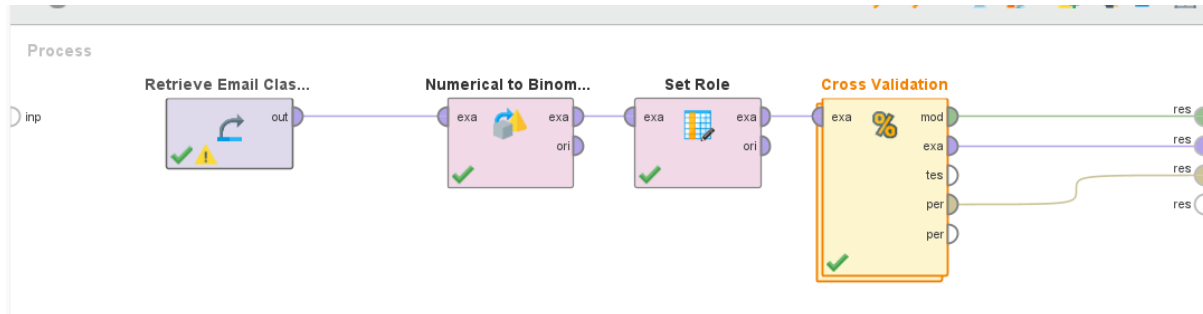 Process
Retrieve Email Clas...
Numerical to Binom...
Set Role
Cross Validation
inp
out
exa
exa
ori
exa
exa
ori
exa
%
mod
exa
tes
per
per
res
res
res
res